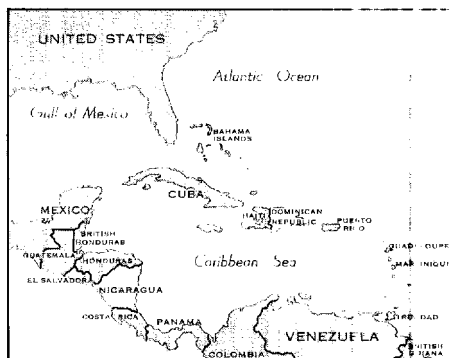 UNITED STATES
Atlantic Ocean
Gulf of Mexico
BAHAMA
ISLANDS
CUBA
MEXICO
HAITI
DOMINICAN
REPUBLIC
PUERTO
BRITISH
HONDURAS
GUATEMALA
HONDURAS
Caribbean Sea
EL SALVADOR
NICARAGUA
COSTA RICA
PANAMA
VENEZUELA
COLOMBIA
BRITISH